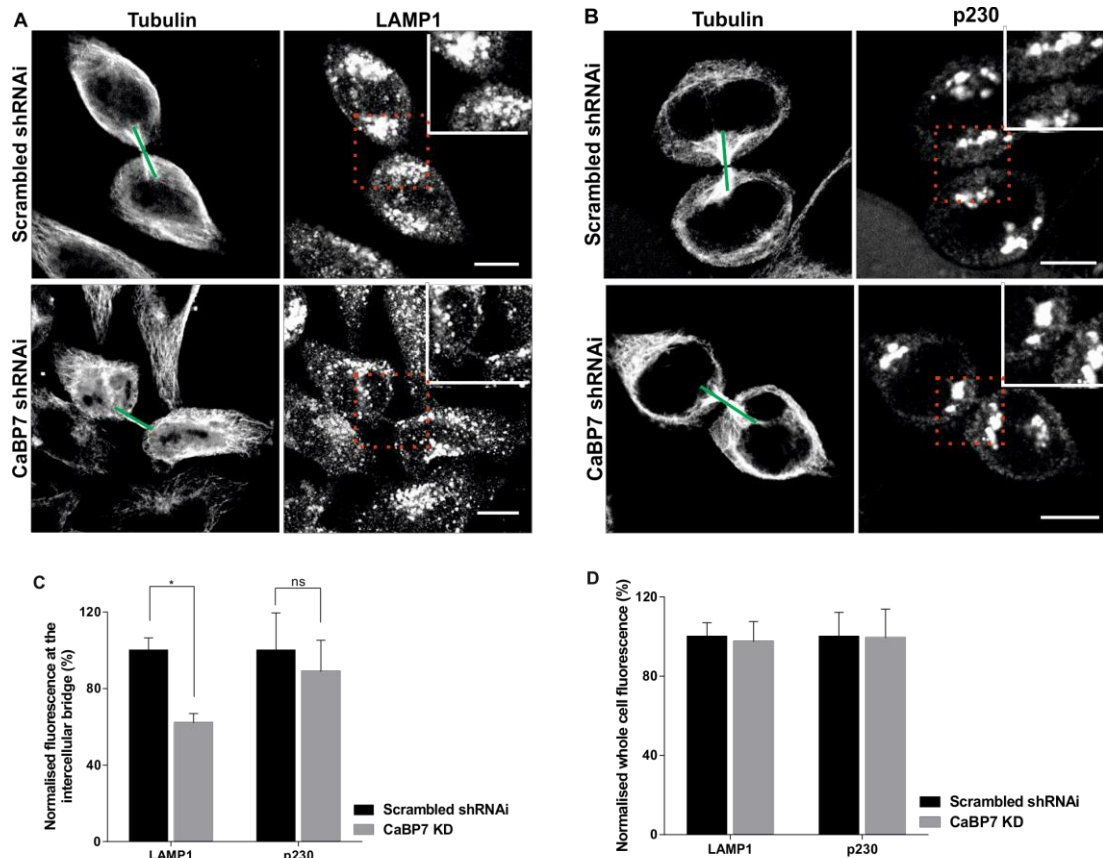 A
Tubulin
LAMP1
Scrambled shRNAi
CaBP7 shRNAi
B
Tubulin
p230
Scrambled shRNAi
CaBP7 shRNAi
C
Normalised fluorescence at the
intercellular bridge (%)
120
80
40
0
*
ns
LAMP1
p230
Scrambled shRNAi
CaBP7 KD
D
Normalised whole cell fluorescence (%)
120
80
40
0
LAMP1
p230
Scrambled shRNAi
CaBP7 KD